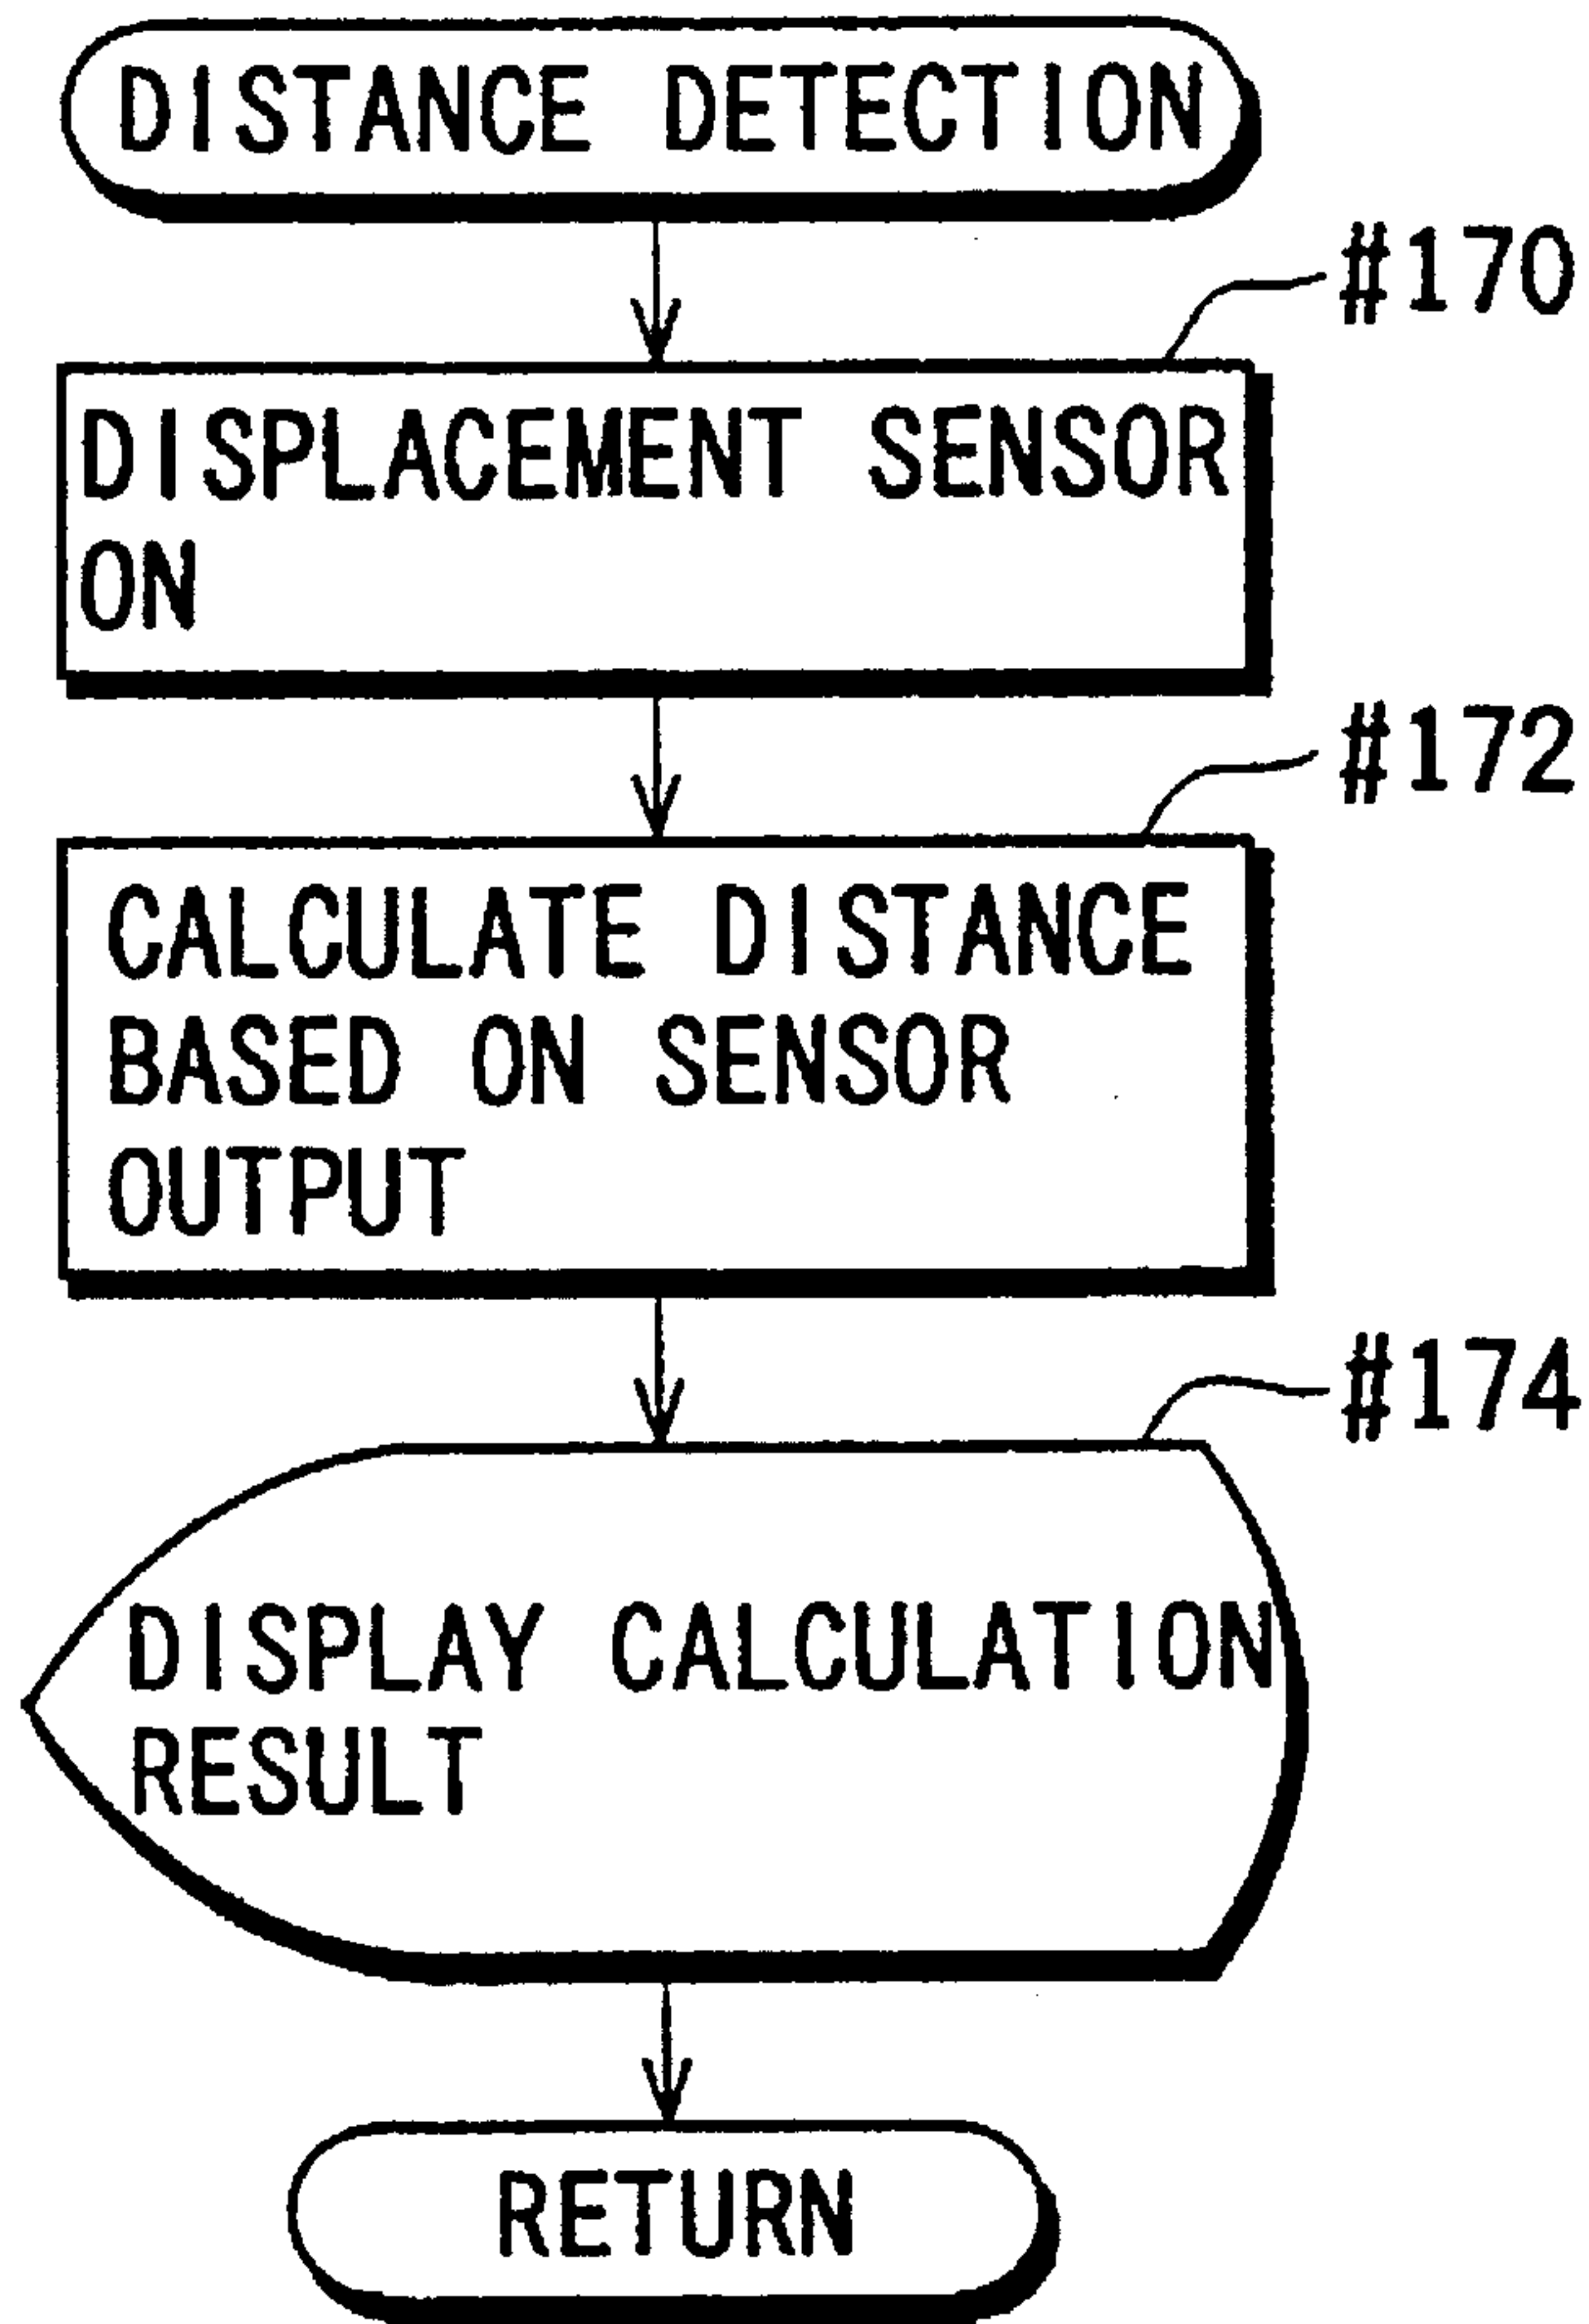 DISTANCE DETECTION
#170
DISPLACEMENT SENSOR
ON
#172
CALCULATE DISTANCE
BASED ON SENSOR
OUTPUT
#174
DISPLAY CALCULATION
RESULT
RETURN